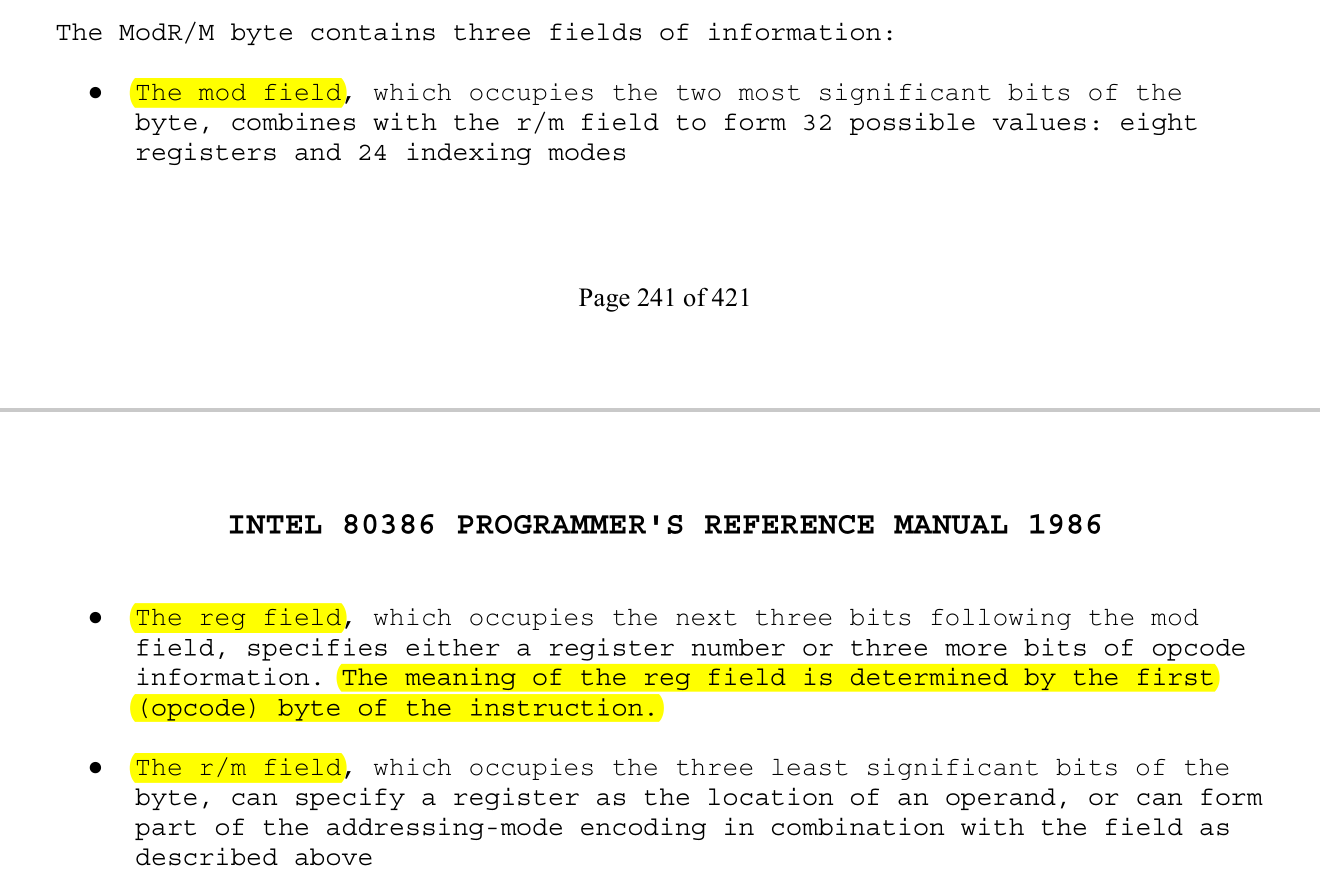 The ModR/M byte contains three fields of information:
● The mod field, which occupies the two most significant bits of the
byte, combines with the r/m field to form 32 possible values: eight
registers and 24 indexing modes
Page 241 of 421
INTEL 80386 PROGRAMMER'S REFERENCE MANUAL 1986
● The reg field, which occupies the next three bits following the mod
field, specifies either a register number or three more bits of opcode
information. The meaning of the reg field is determined by the first
(opcode) byte of the instruction.
● The r/m field, which occupies the three least significant bits of the
byte, can specify a register as the location of an operand, or can form
part of the addressing-mode encoding in combination with the field as
described above